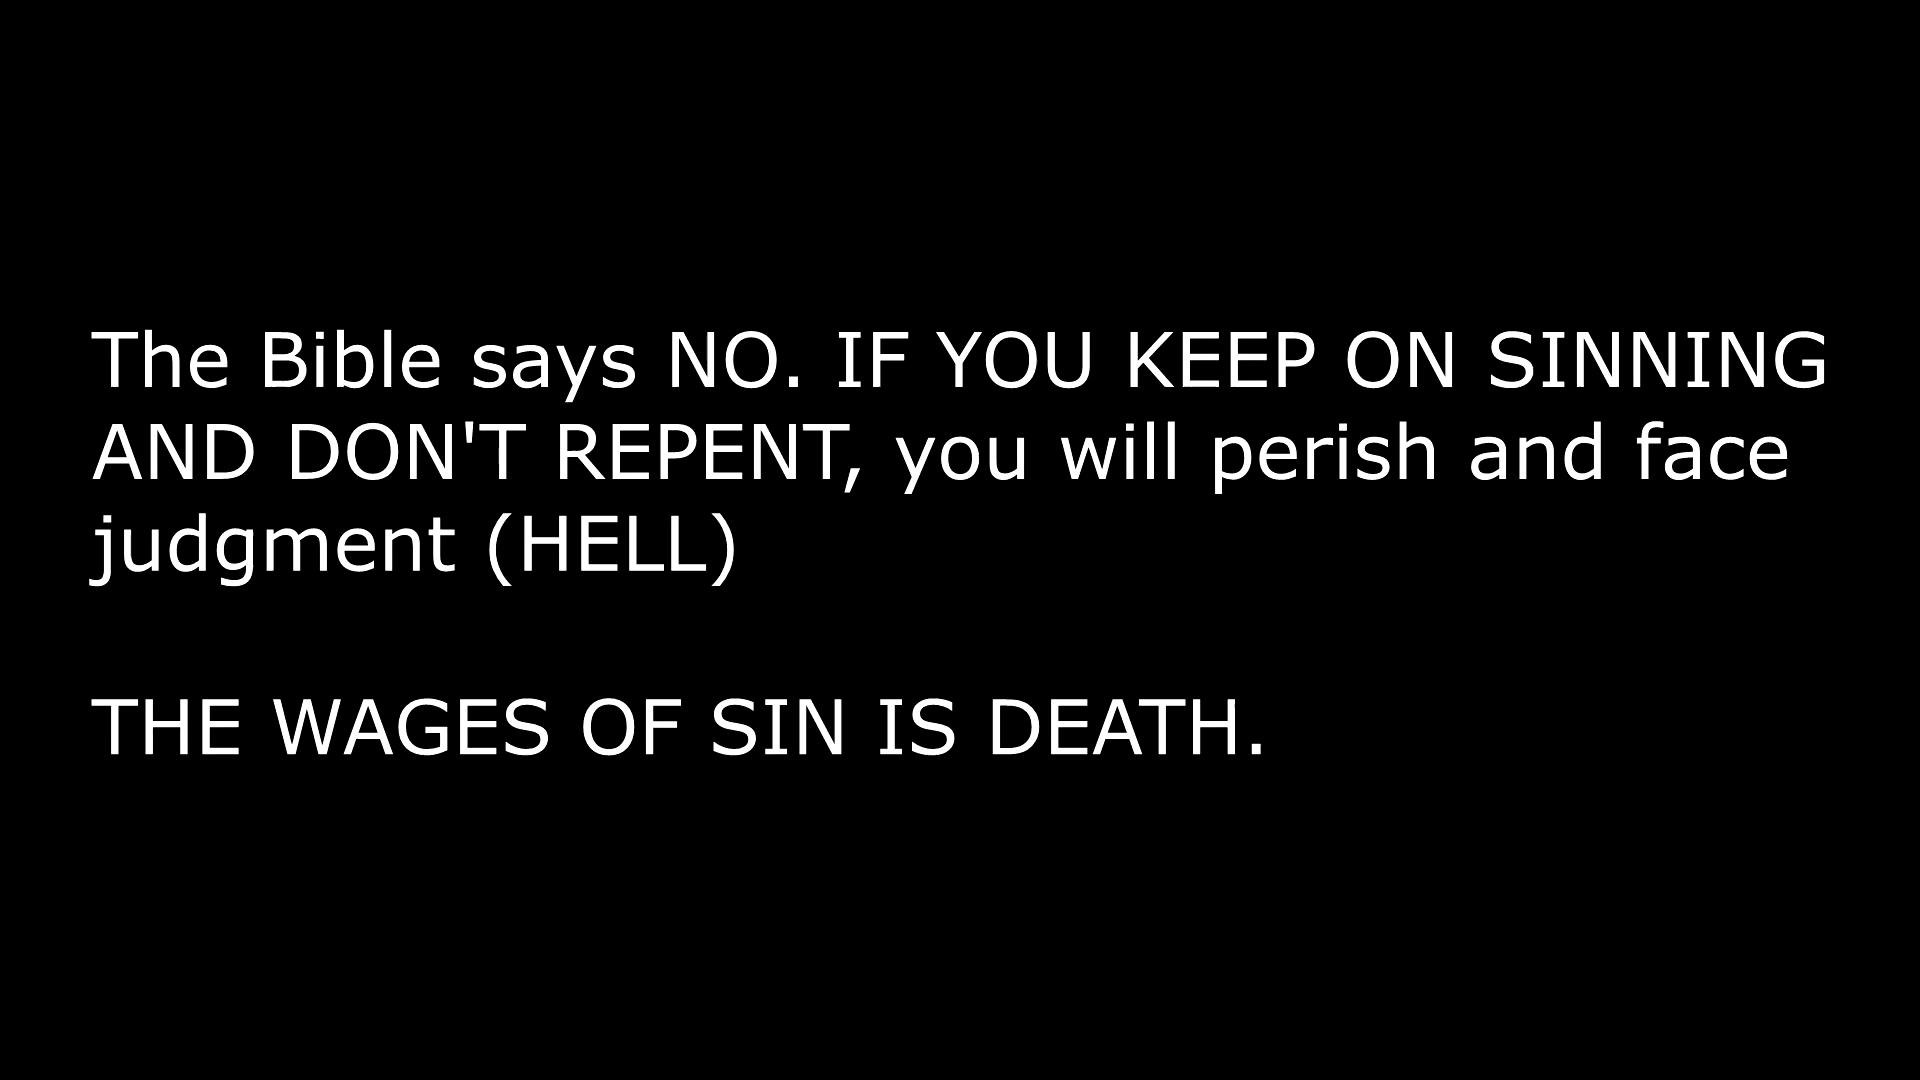 The Bible says NO. IF YOU KEEP ON SINNING
AND DON'T REPENT, you will perish and face
judgment (HELL)
THE WAGES OF SIN IS DEATH.